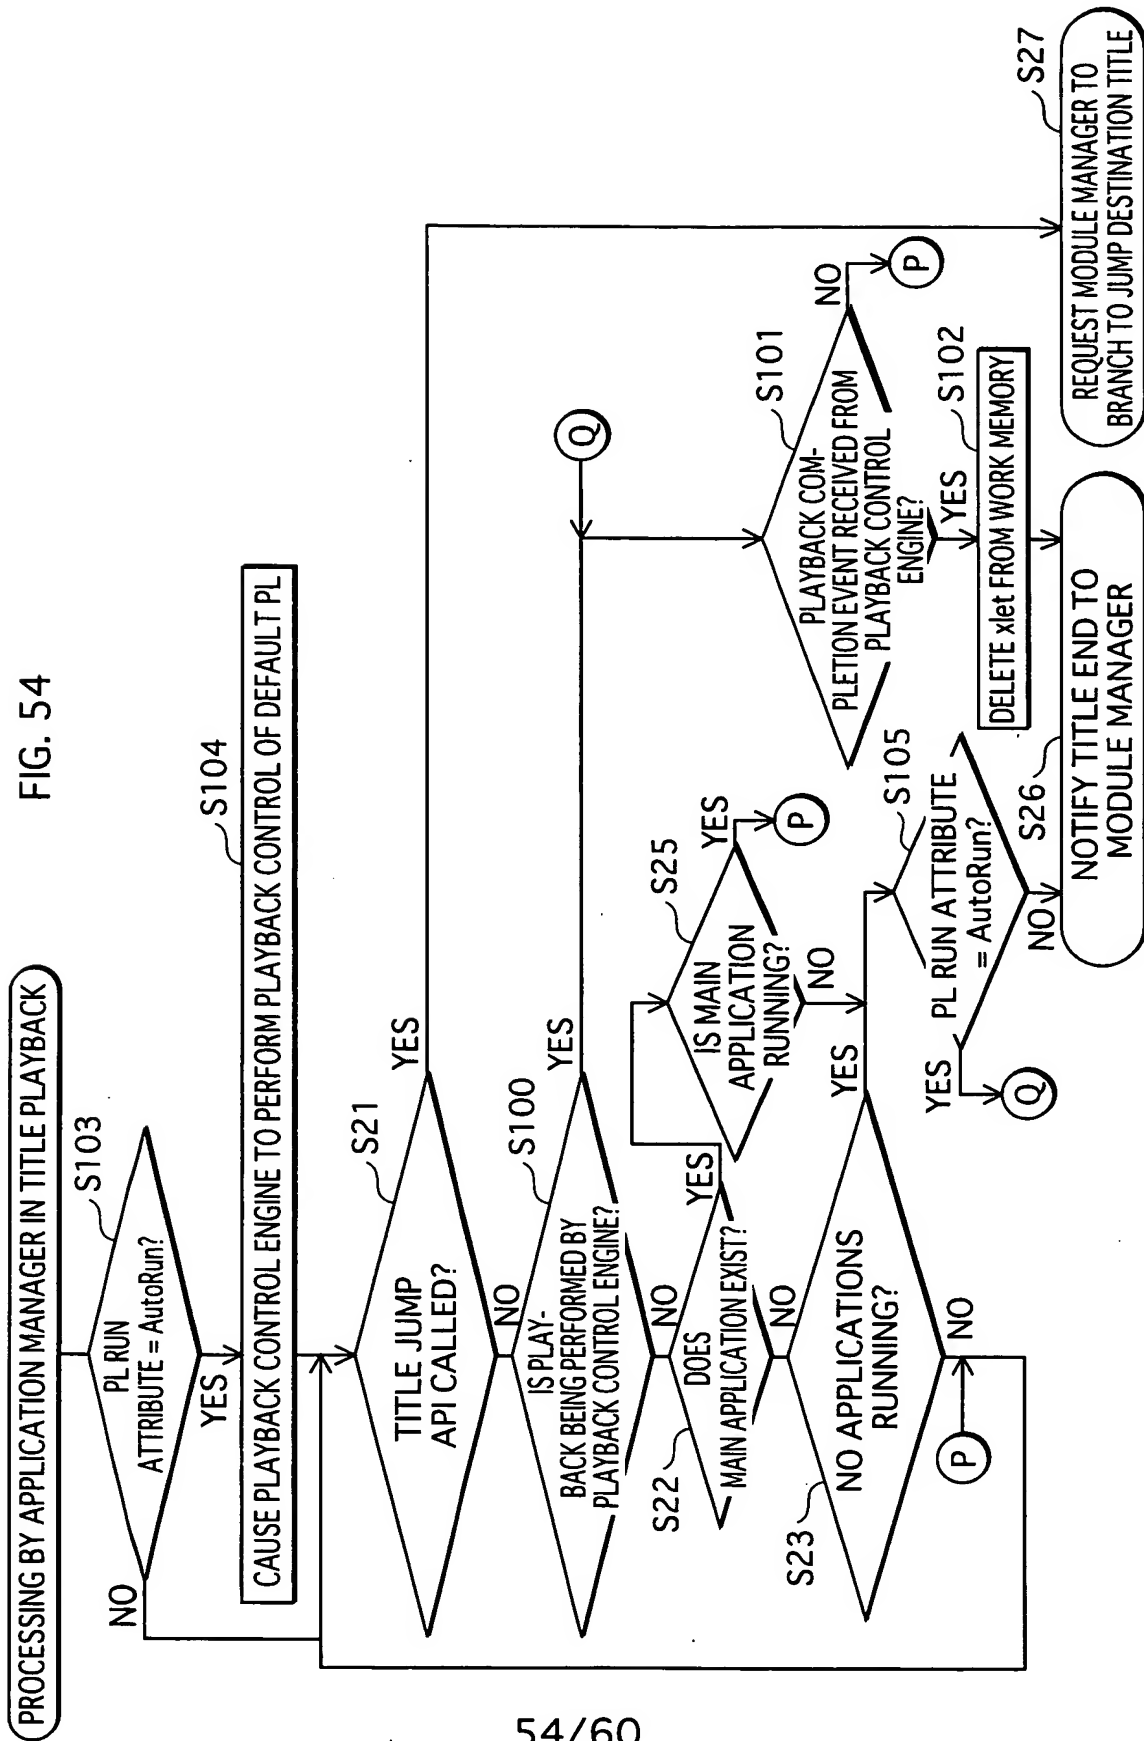 FIG. 54
PROCESSING BY APPLICATION MANAGER IN TITLE PLAYBACK
S103
PL RUN
ATTRIBUTE = AutoRun?
NO
YES
S104
CAUSE PLAYBACK CONTROL ENGINE TO PERFORM PLAYBACK CONTROL OF DEFAULT PL
S21
TITLE JUMP
API CALLED?
YES
NO
S100
IS PLAY-
BACK BEING PERFORMED BY
PLAYBACK CONTROL ENGINE?
YES
NO
Q
S22
DOES
MAIN APPLICATION EXIST?
YES
NO
S25
IS MAIN
APPLICATION
RUNNING?
YES
P
NO
S23
NO APPLICATIONS
RUNNING?
YES
NO
P
S101
PLAYBACK COM-
PLETION EVENT RECEIVED FROM
PLAYBACK CONTROL
ENGINE?
NO
P
YES
S102
DELETE xlet FROM WORK MEMORY
S105
PL RUN ATTRIBUTE
= AutoRun?
YES
Q
NO
S26
NOTIFY TITLE END TO
MODULE MANAGER
S27
REQUEST MODULE MANAGER TO
BRANCH TO JUMP DESTINATION TITLE
54/60